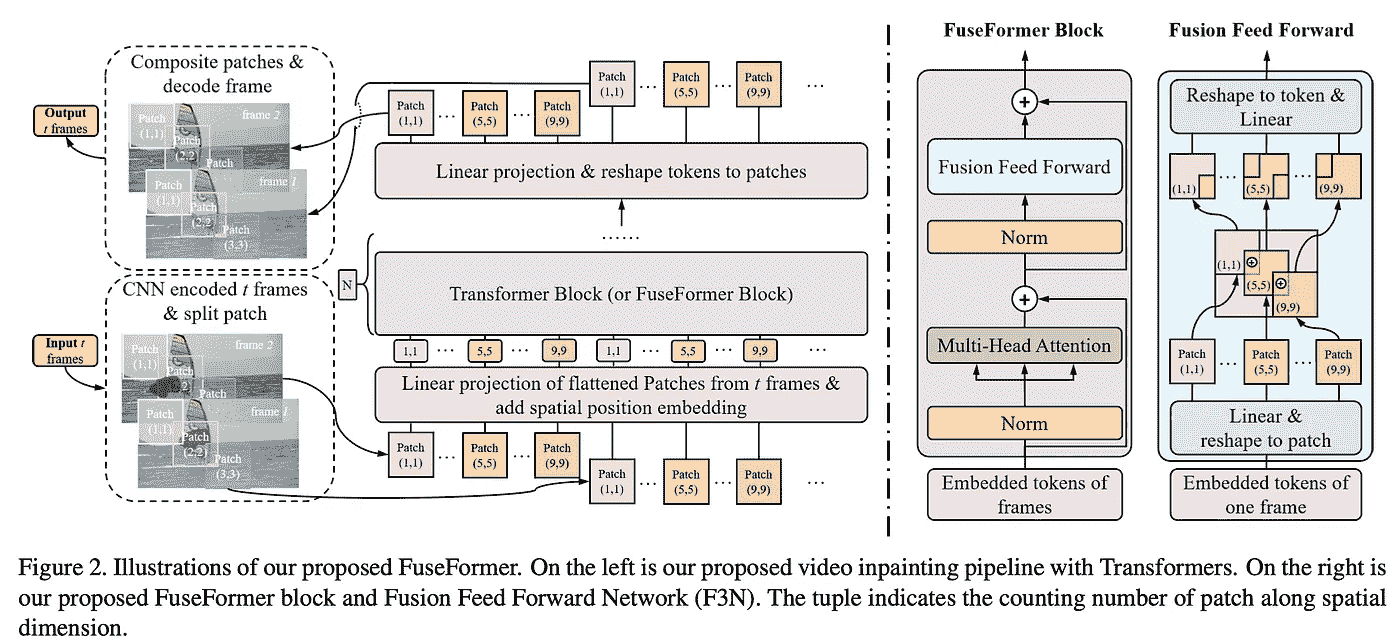 Composite patches &
decode frame
Output
t frames
Patch
(1,1)
frame 2
Patch
(2,2
Patch
frame 1
Patch
(1,1)
Patch
(2,2
Patch
(3,3)
Patch
(1,1)
...
Patch
(5,5)
...
Patch
(9,9)
Patch
(1,1)
...
Patch
(5,5)
...
Patch
(9,9)
...
Linear projection & reshape tokens to patches
......
N
Transformer Block (or FuseFormer Block)
1,1
...
5,5
...
9,9
1,1
...
5,5
...
9,9
...
Linear projection of flattened Patches from t frames &
add spatial position embedding
CNN encoded t frames
& split patch
Input t
frames
Patch
(1,1)
frame 2
Patch
frame 1
Patch
(1,1)
Patch
(2,2)
Patch
(3,3)
Patch
(1,1)
...
Patch
(5,5)
...
Patch
(9,9)
Patch
(1,1)
...
Patch
(5,5)
...
Patch
(9,9)
...
FuseFormer Block
+
Fusion Feed Forward
Norm
+
Multi-Head Attention
Norm
Embedded tokens of
frames
Fusion Feed Forward
Reshape to token &
Linear
(1,1)
...
(5,5)
...
(9,9)
(1,1)
+
(5,5)
+
(9,9)
Patch
(1,1)
...
Patch
(5,5)
...
Patch
(9,9)
Linear &
reshape to patch
Embedded tokens of
one frame
Figure 2. Illustrations of our proposed FuseFormer. On the left is our proposed video inpainting pipeline with Transformers. On the right is
our proposed FuseFormer block and Fusion Feed Forward Network (F3N). The tuple indicates the counting number of patch along spatial
dimension.